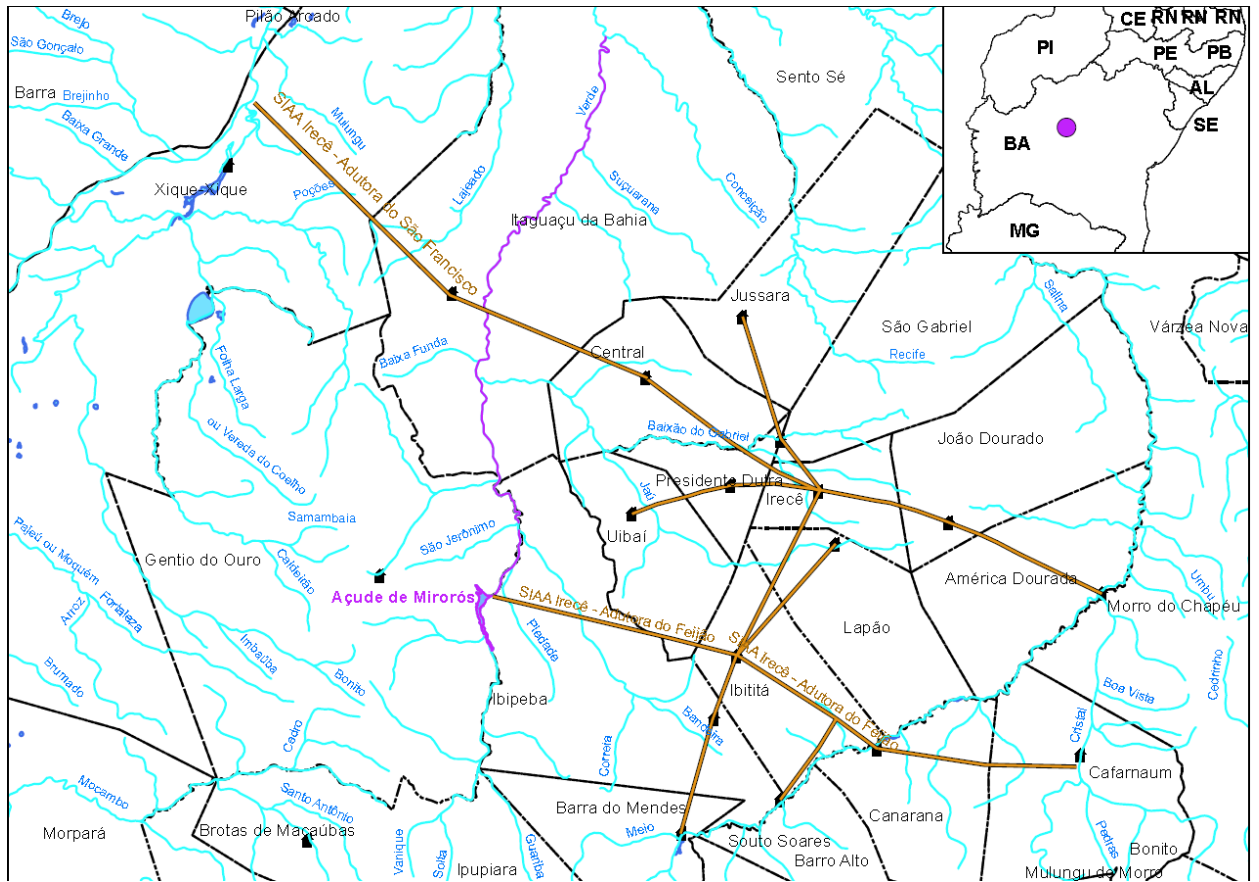 Pilão Arcado
Brejo
São Gonçalo
Barra
Brejinho
Baixa Grande
Xique-Xique
SIAA Irecê - Adutora do São Francisco
Mulungu
Poções
Lajeado
Verde
Sento Sé
Suçuarana
Conceição
Itaguaçu da Bahia
CE
RN
RN
RN
PI
PE
PB
AL
SE
BA
MG
Jussara
Salina
São Gabriel
Recife
Várzea Nova
Central
Baixa Funda
Folha Larga
ou Vereda do Coelho
Baixão do Gabriel
João Dourado
Presidente Dutra
Irecê
Jaú
Uibaí
Samambaia
São Jerônimo
Gentio do Ouro
Caldeirão
Pajeú ou Moquém
Fortaleza
Arroz
Açude de Mirorós
SIAA Irecê - Adutora do Feijão
SIAA Irecê - Adutora do Feijão
América Dourada
Umbu
Morro do Chapéu
Lapão
Piedade
Imbaúba
Bonito
Brumado
Ibipeba
Ibititá
Bandeira
Boa Vista
Cedrinho
Cristal
Cedro
Correia
Cafarnaum
Mocambo
Santo Antônio
Barra do Mendes
Canarana
Morpará
Brotas de Macaúbas
Vanique
Solta
Ipupiara
Guariba
Meio
Souto Soares
Barro Alto
Pedras
Bonito
Mulungu do Morro